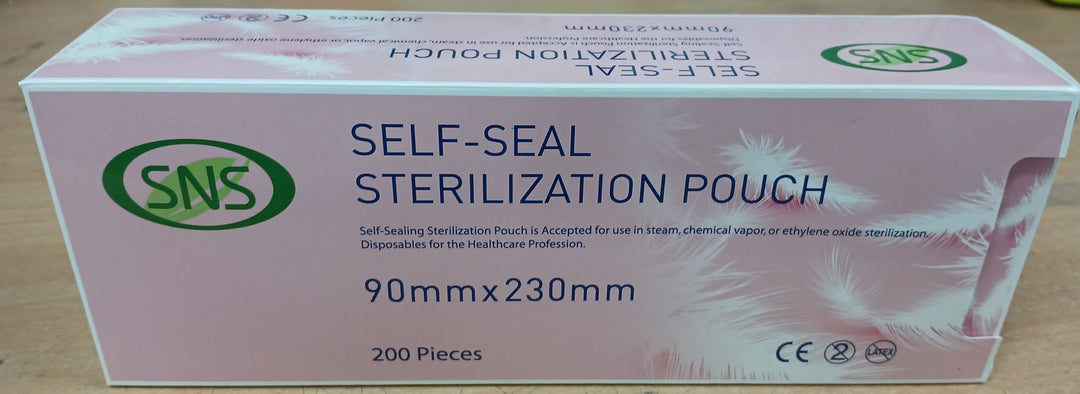 200 Pieces
CE
90mmx230mm
Disposables for the Healthcare Profession.
Self-Sealing Sterilization Pouch is accepted for use in steam, chemical vapor, or ethylene oxide sterilization.
STERILIZATION POUCH
SELF-SEAL
SNS
SNS
SELF-SEAL
STERILIZATION POUCH
Self-Sealing Sterilization Pouch is Accepted for use in steam, chemical vapor, or ethylene oxide sterilization.
Disposables for the Healthcare Profession.
90mmx230mm
200 Pieces
CE 2 LATEX